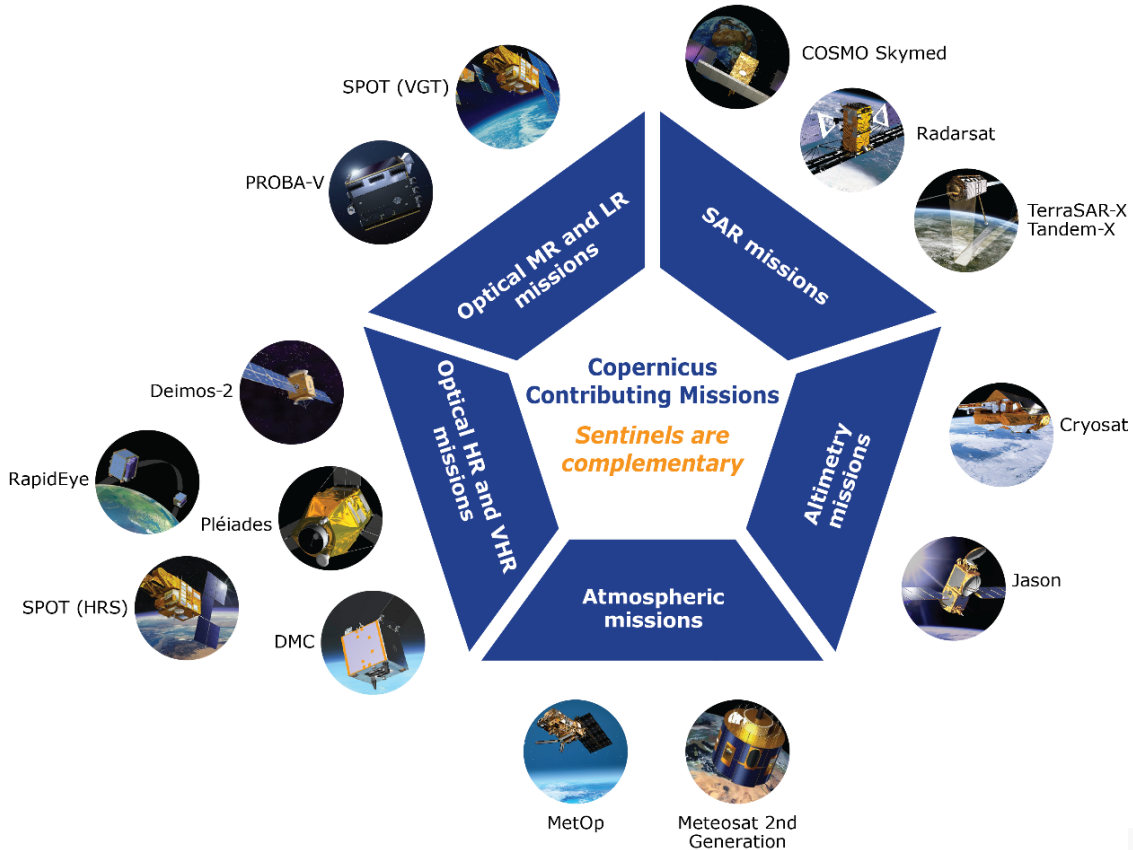 COSMO Skymed
SPOT (VGT)
Radarsat
PROBA-V
TerraSAR-X
Tandem-X
Optical MR and LR
missions
SAR missions
Copernicus
Contributing Missions
Sentinels are
complementary
Deimos-2
RapidEye
Pléiades
SPOT (HRS)
DMC
Optical HR and VHR
missions
Altimetry
missions
Cryosat
Jason
Atmospheric
missions
MetOp
Meteosat 2nd
Generation